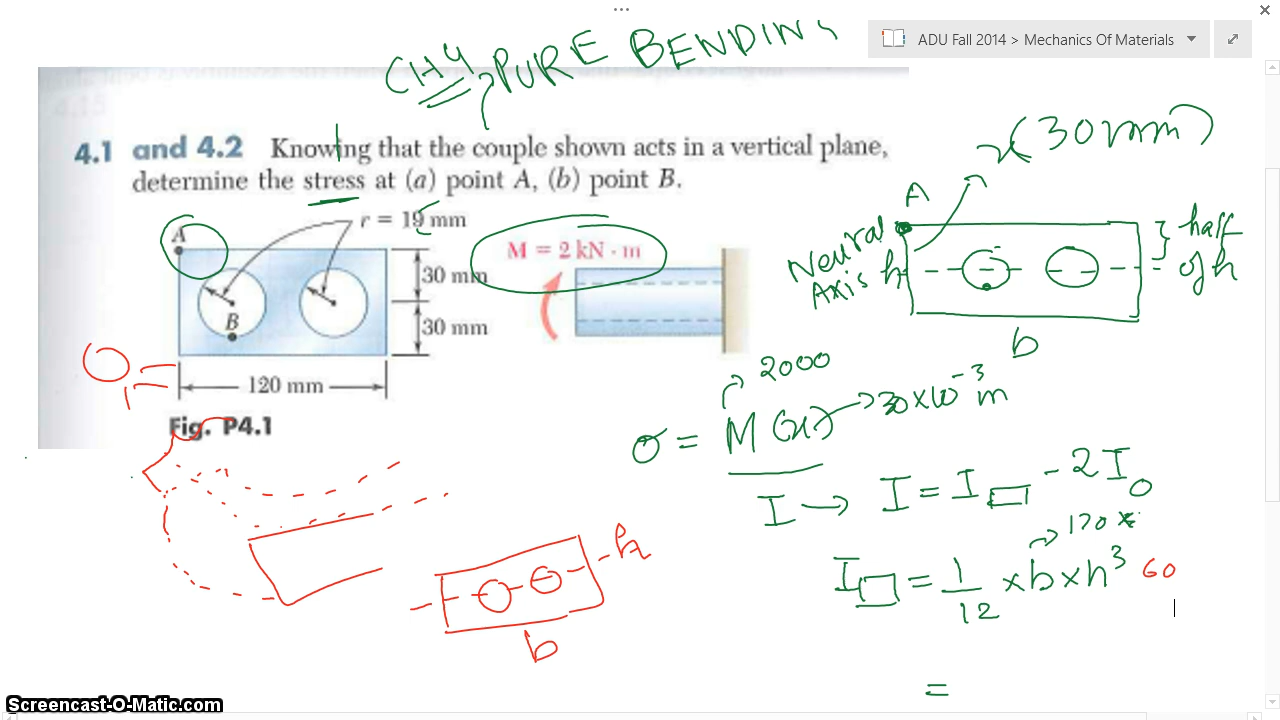 ADU Fall 2014 > Mechanics Of Materials
CH4, PURE BENDING
4.1 and 4.2 Knowing that the couple shown acts in a vertical plane,
determine the stress at (a) point A, (b) point B.
r = 19 mm
A
M = 2 kN · m
30 mm
B
30 mm
120 mm
Fig. P4.1
(30mm)
A
Neutral
Axis h
half
of h
b
2000
σ = M (x)
30×10⁻³ m
I → I = I▭ - 2I○
120 ×
I▭ = 1/12 × b × h³ 60
=
h
b
Screencast-O-Matic.com